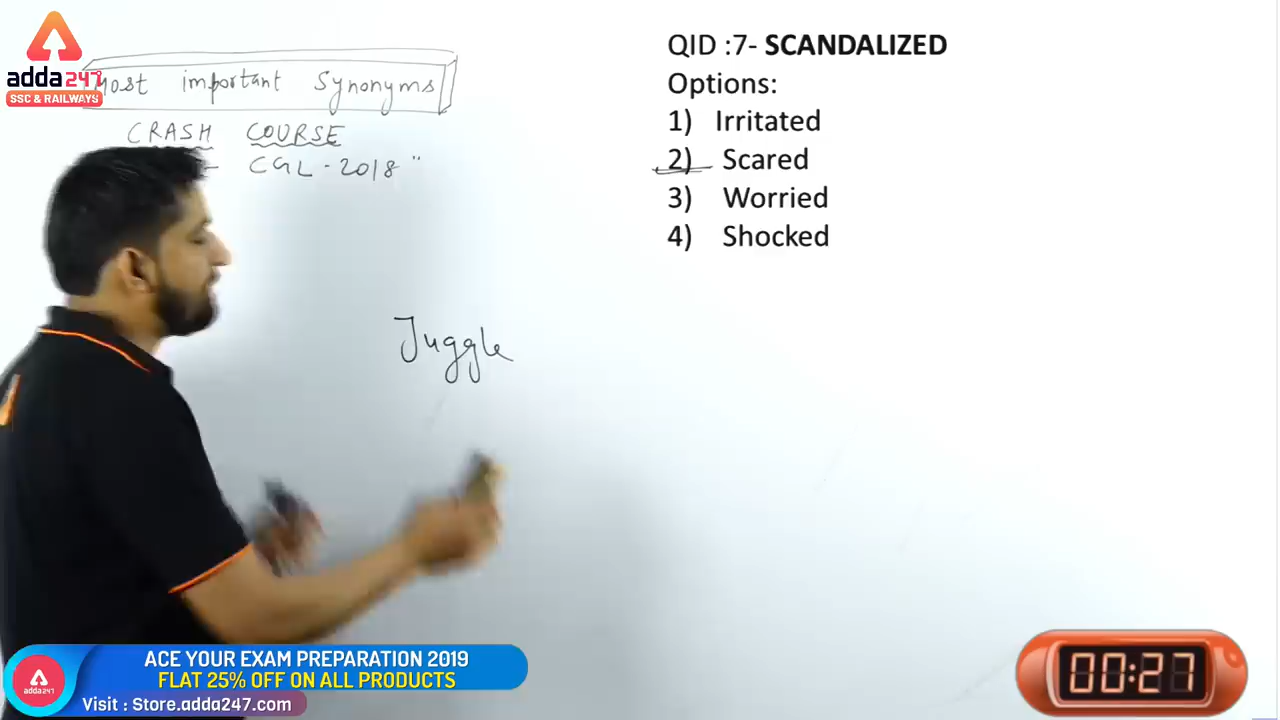 adda247
SSC & RAILWAYS
Most important Synonyms
CRASH COURSE
CGL - 2018"
Juggle
QID :7- SCANDALIZED
Options:
1) Irritated
2) Scared
3) Worried
4) Shocked
adda247
ACE YOUR EXAM PREPARATION 2019
FLAT 25% OFF ON ALL PRODUCTS
Visit : Store.adda247.com
00:27